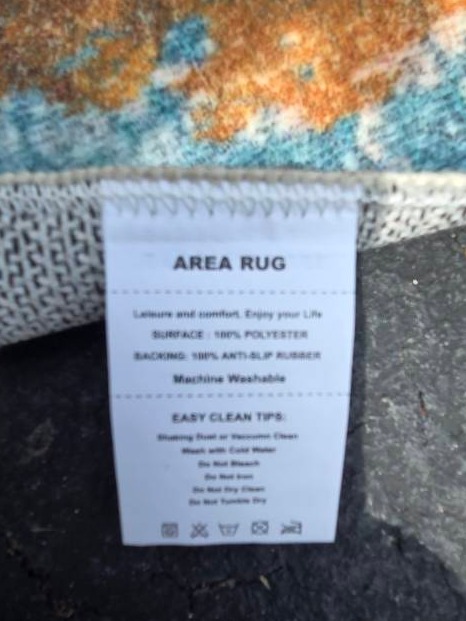 AREA RUG
Leisure and comfort, Enjoy your Life
SURFACE : 100% POLYESTER
BACKING: 100% ANTI-SLIP RUBBER
Machine Washable
EASY CLEAN TIPS:
Shaking Dust or Vacuum Clean
Wash with Cold Water
Do Not Bleach
Do Not Iron
Do Not Dry Clean
Do Not Tumble Dry